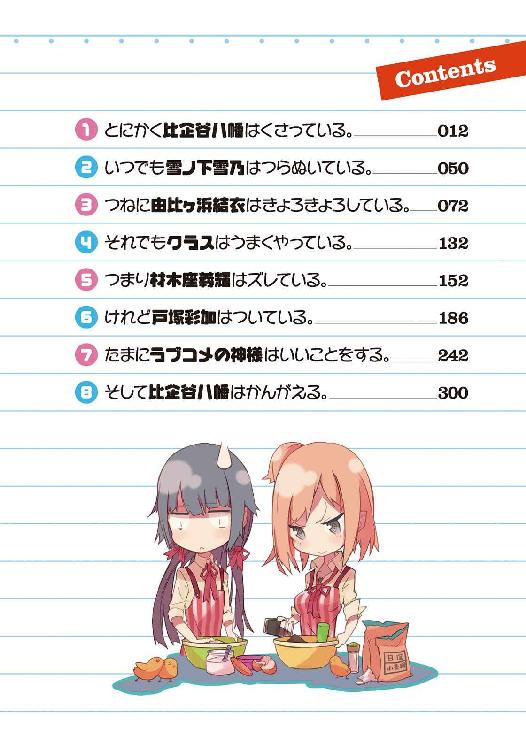 Contents
1 とにかく比企谷八幡はくさっている。 012
2 いつでも雪ノ下雪乃はつらぬいている。 050
3 つねに由比ヶ浜結衣はきょろきょろしている。 072
4 それでもクラスはうまくやっている。 132
5 つまり材木座義輝はズレている。 152
6 けれど戸塚彩加はついている。 186
7 たまにラブコメの神様はいいことをする。 242
8 そして比企谷八幡はかんがえる。 300